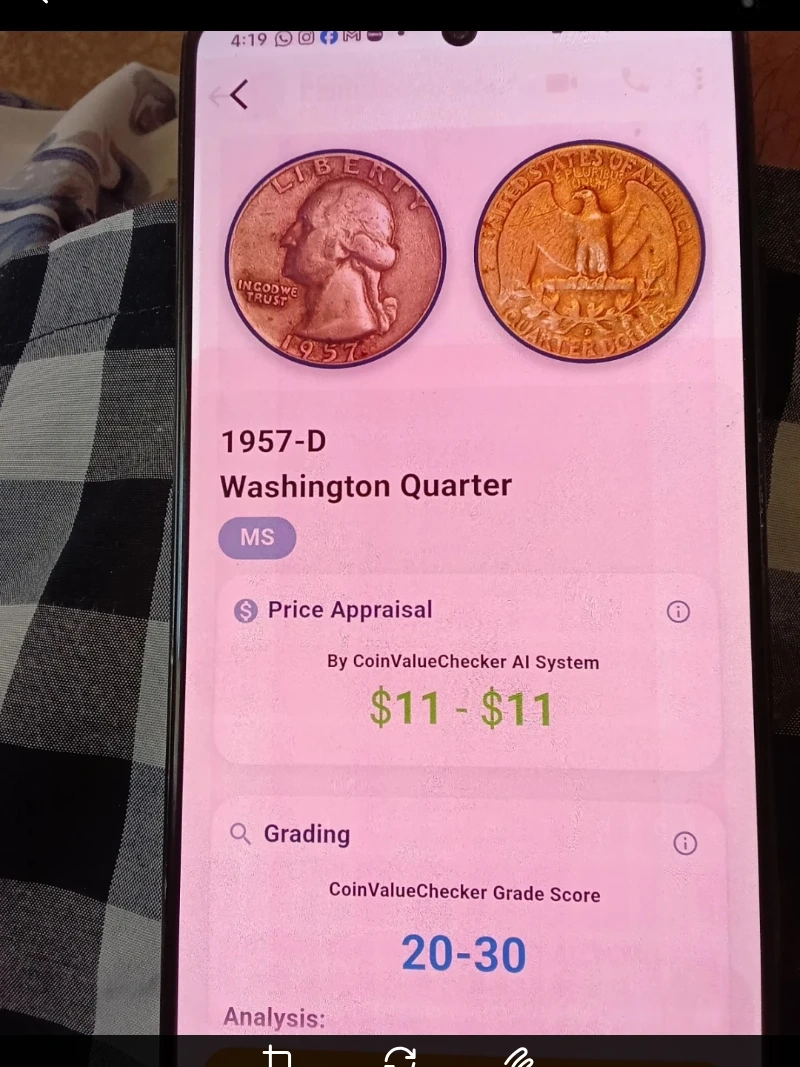 4:19
LIBERTY
IN GOD WE
TRUST
1957
UNITED STATES OF AMERICA
E PLURIBUS
UNUM
D
QUARTER DOLLAR
1957-D
Washington Quarter
MS
$ Price Appraisal
By CoinValueChecker AI System
$11 - $11
Grading
CoinValueChecker Grade Score
20-30
Analysis: